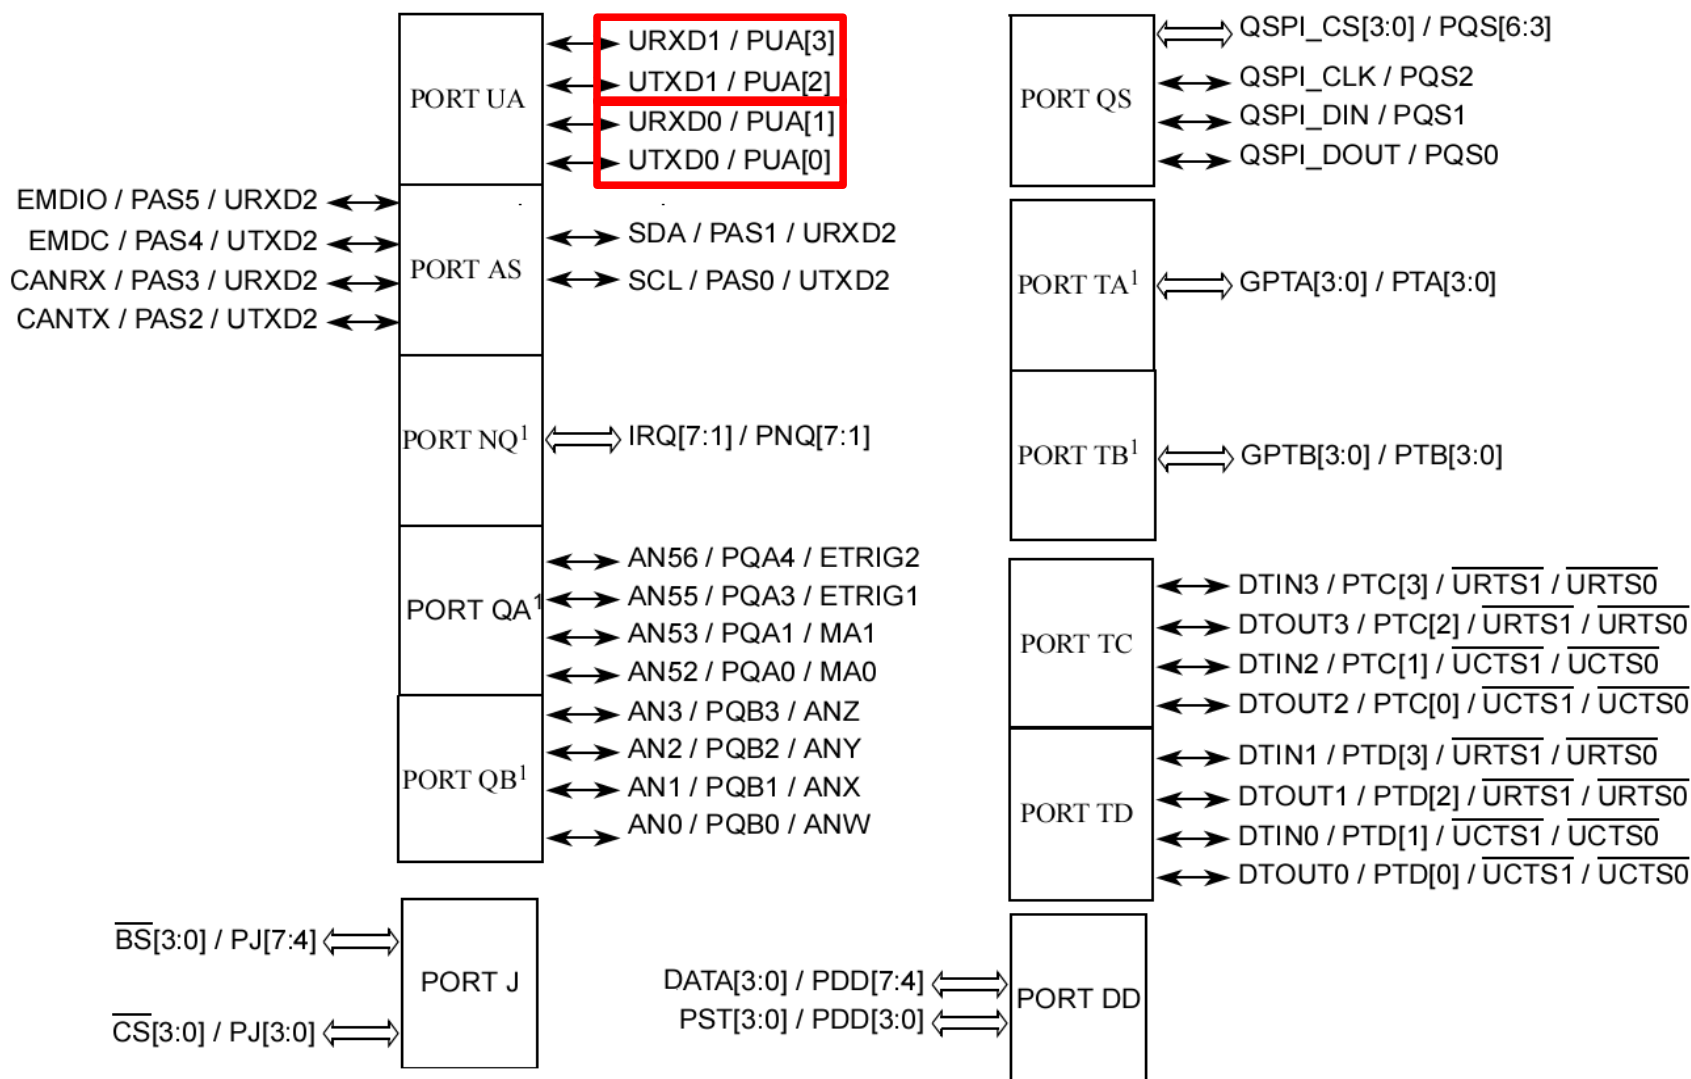 PORT UA
URXD1 / PUA[3]
UTXD1 / PUA[2]
URXD0 / PUA[1]
UTXD0 / PUA[0]
EMDIO / PAS5 / URXD2
EMDC / PAS4 / UTXD2
CANRX / PAS3 / URXD2
CANTX / PAS2 / UTXD2
PORT AS
SDA / PAS1 / URXD2
SCL / PAS0 / UTXD2
PORT NQ1
IRQ[7:1] / PNQ[7:1]
PORT QA1
AN56 / PQA4 / ETRIG2
AN55 / PQA3 / ETRIG1
AN53 / PQA1 / MA1
AN52 / PQA0 / MA0
PORT QB1
AN3 / PQB3 / ANZ
AN2 / PQB2 / ANY
AN1 / PQB1 / ANX
AN0 / PQB0 / ANW
BS[3:0] / PJ[7:4]
CS[3:0] / PJ[3:0]
PORT J
PORT QS
QSPI_CS[3:0] / PQS[6:3]
QSPI_CLK / PQS2
QSPI_DIN / PQS1
QSPI_DOUT / PQS0
PORT TA1
GPTA[3:0] / PTA[3:0]
PORT TB1
GPTB[3:0] / PTB[3:0]
PORT TC
DTIN3 / PTC[3] / URTS1 / URTS0
DTOUT3 / PTC[2] / URTS1 / URTS0
DTIN2 / PTC[1] / UCTS1 / UCTS0
DTOUT2 / PTC[0] / UCTS1 / UCTS0
PORT TD
DTIN1 / PTD[3] / URTS1 / URTS0
DTOUT1 / PTD[2] / URTS1 / URTS0
DTIN0 / PTD[1] / UCTS1 / UCTS0
DTOUT0 / PTD[0] / UCTS1 / UCTS0
DATA[3:0] / PDD[7:4]
PST[3:0] / PDD[3:0]
PORT DD